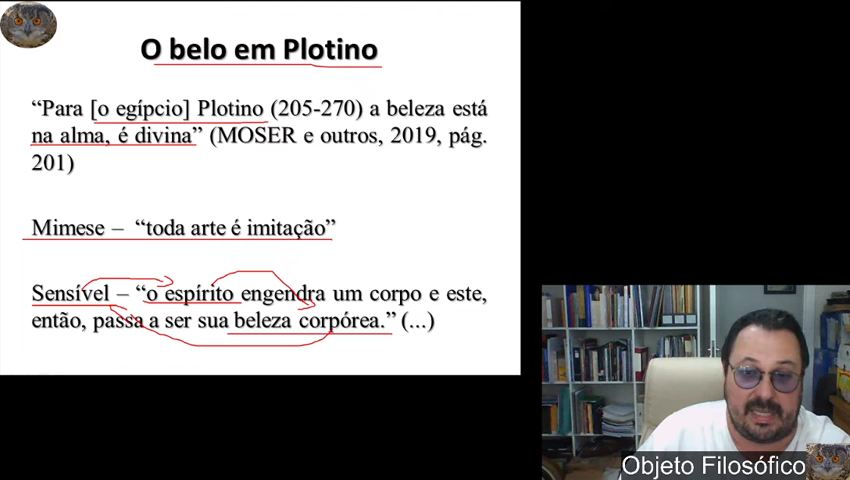 O belo em Plotino
“Para [o egípcio] Plotino (205-270) a beleza está
na alma, é divina” (MOSER e outros, 2019, pág.
201)
Mimese – “toda arte é imitação”
Sensível – “o espírito engendra um corpo e este,
então, passa a ser sua beleza corpórea.” (...)
Objeto Filosófico